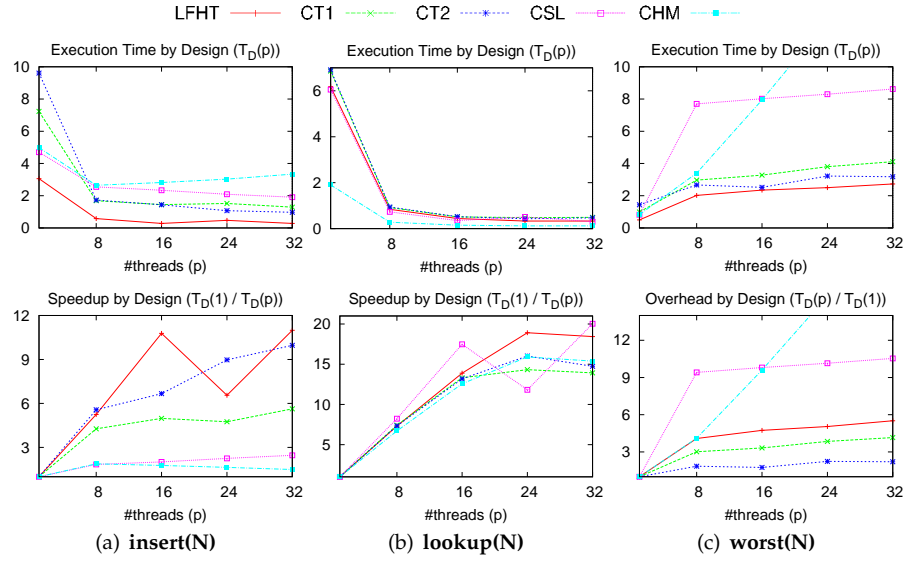 LFHT CT1 CT2 CSL CHM
Execution Time by Design (T_D(p))
10
8
6
4
2
0
8 16 24 32
#threads (p)
Execution Time by Design (T_D(p))
6
4
2
0
8 16 24 32
#threads (p)
Execution Time by Design (T_D(p))
10
8
6
4
2
0
8 16 24 32
#threads (p)
Speedup by Design (T_D(1) / T_D(p))
12
9
6
3
8 16 24 32
#threads (p)
Speedup by Design (T_D(1) / T_D(p))
20
15
10
5
8 16 24 32
#threads (p)
Overhead by Design (T_D(p) / T_D(1))
12
9
6
3
8 16 24 32
#threads (p)
(a) insert(N)
(b) lookup(N)
(c) worst(N)